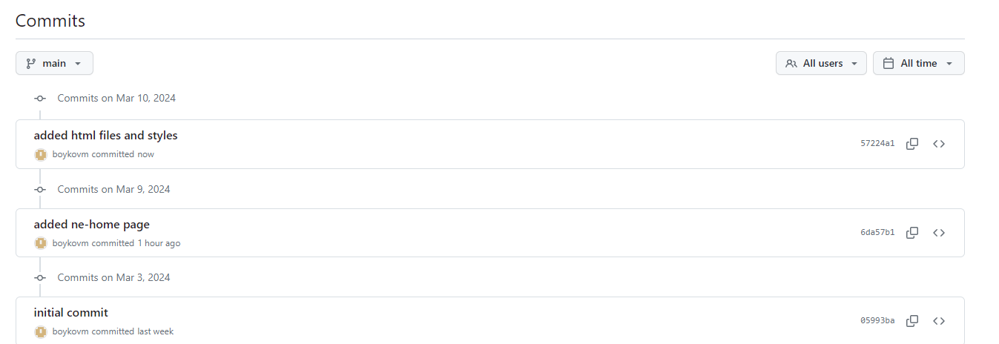 Commits
main
All users
All time
Commits on Mar 10, 2024
added html files and styles
57224a1
boykovm committed now
Commits on Mar 9, 2024
added ne-home page
6da57b1
boykovm committed 1 hour ago
Commits on Mar 3, 2024
initial commit
05993ba
boykovm committed last week